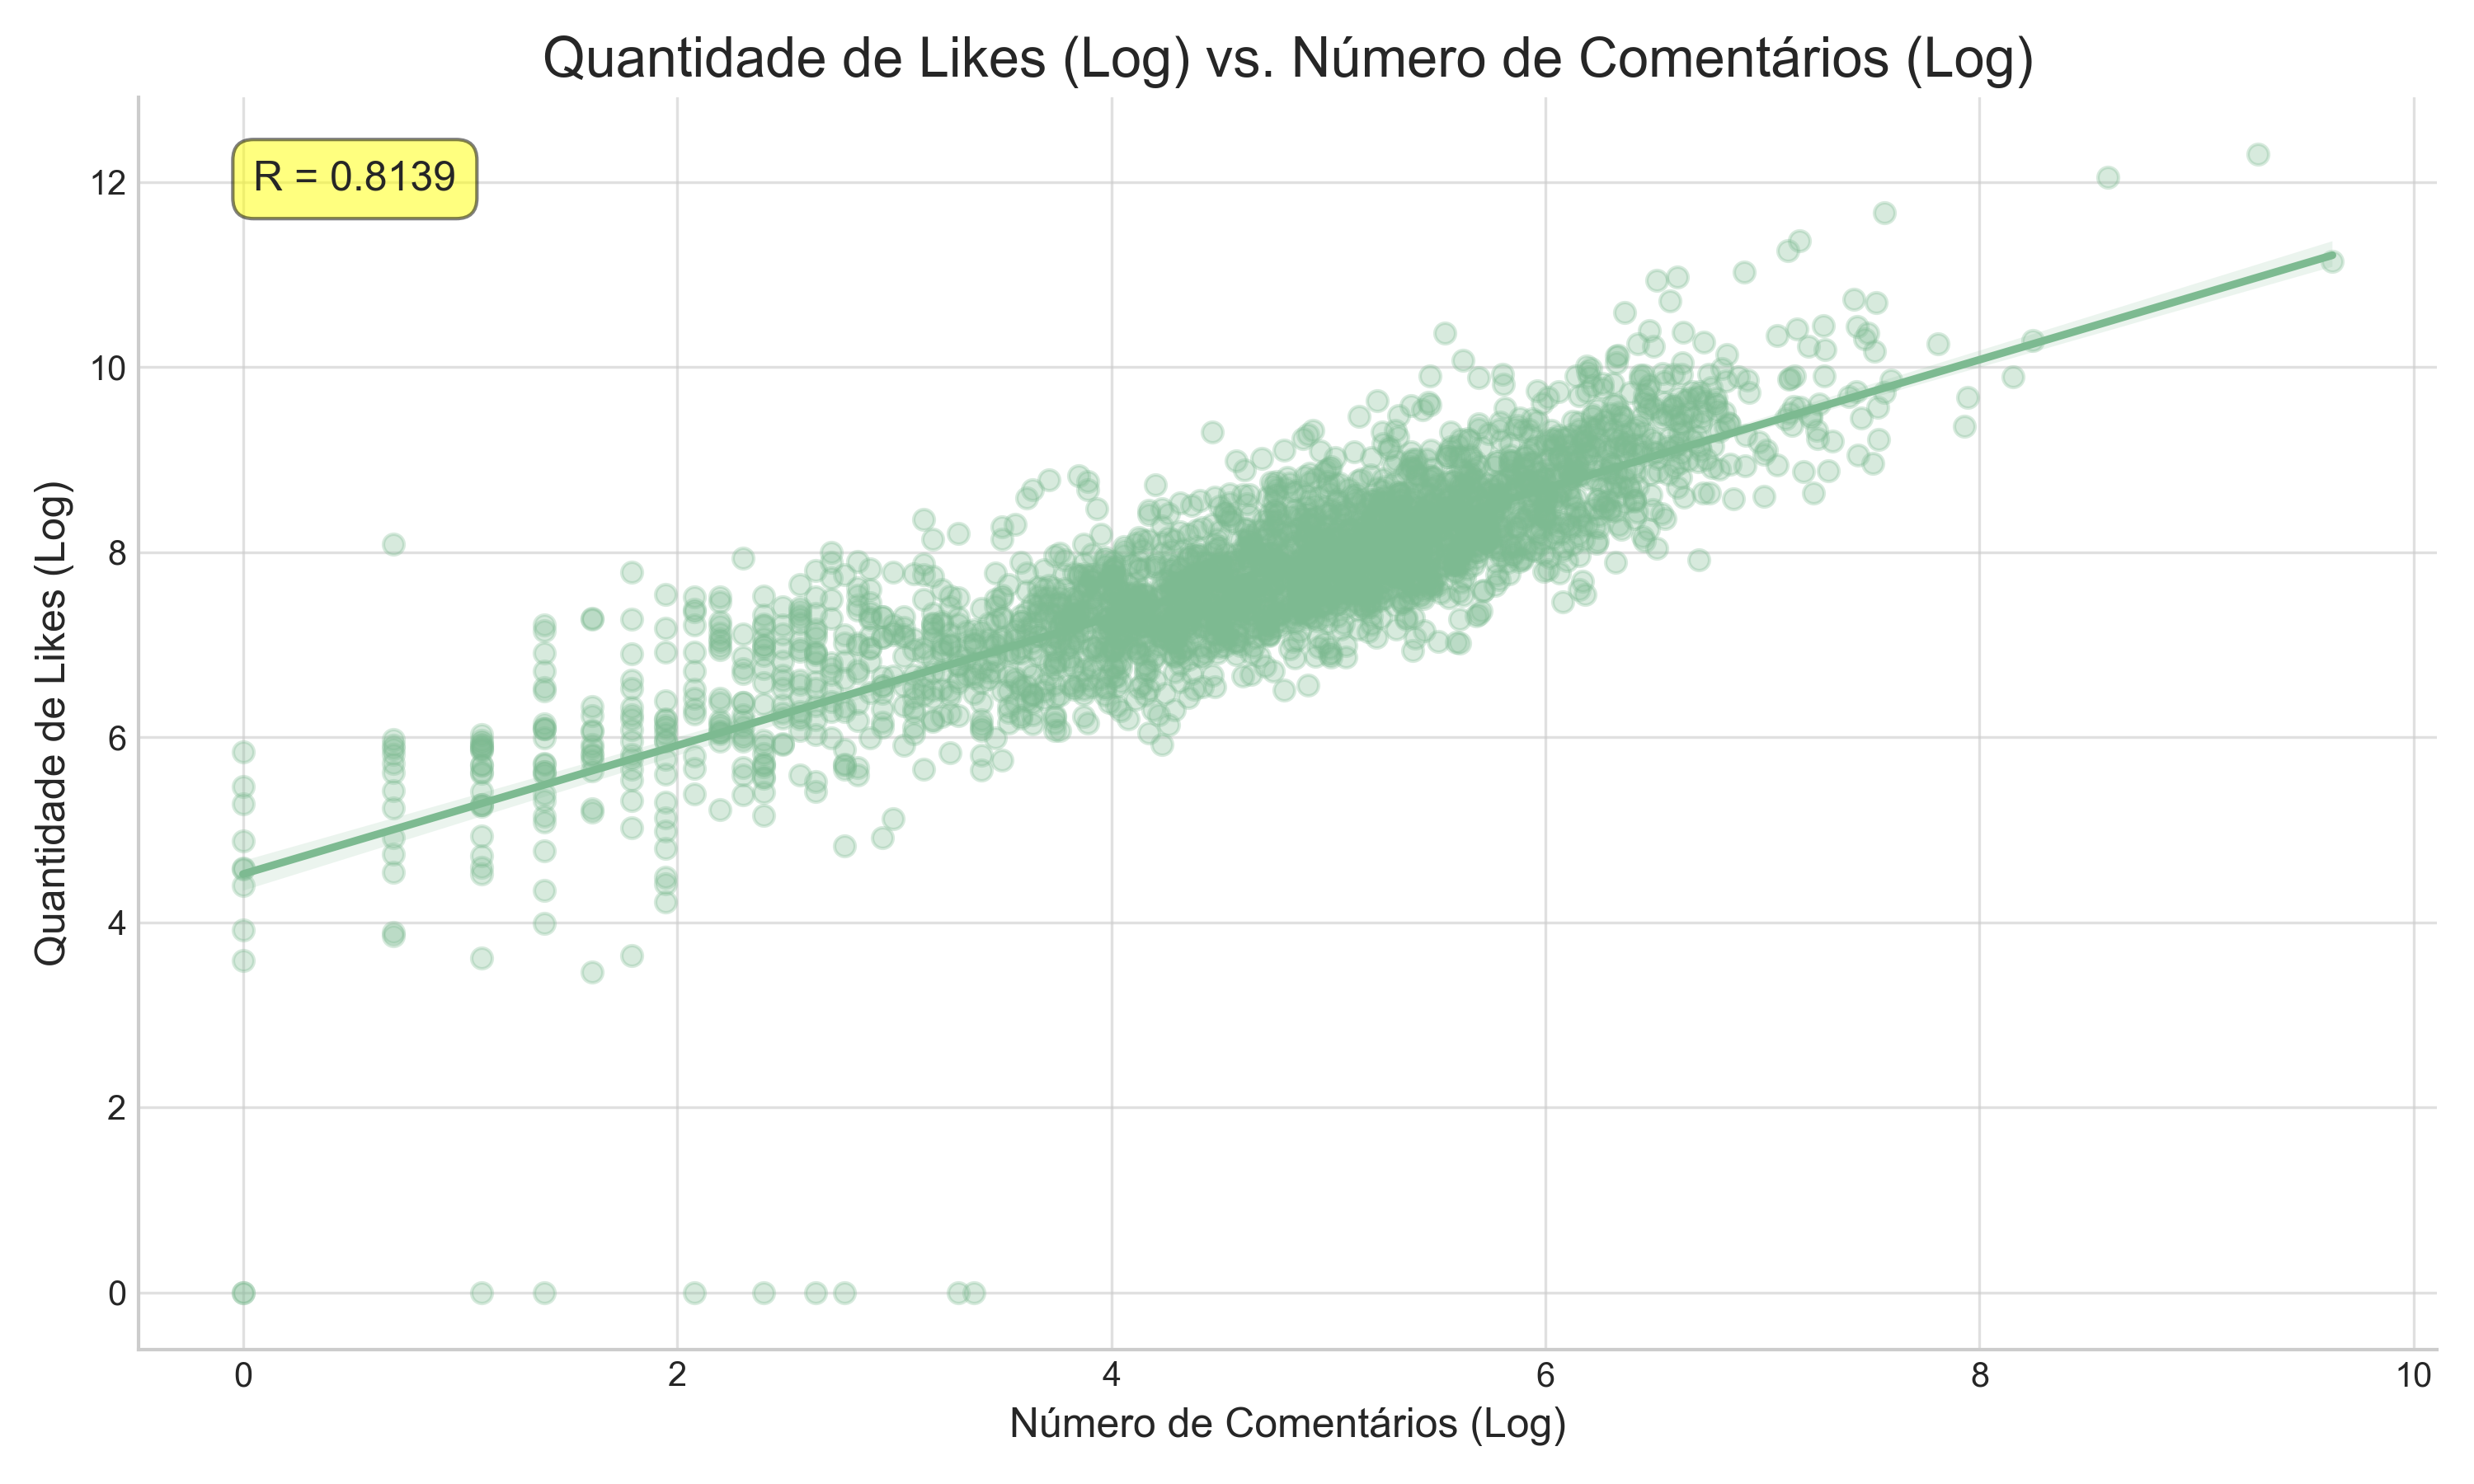 Quantidade de Likes (Log) vs. Número de Comentários (Log)
R = 0.8139
Quantidade de Likes (Log)
12
10
8
6
4
2
0
0 2 4 6 8 10
Número de Comentários (Log)